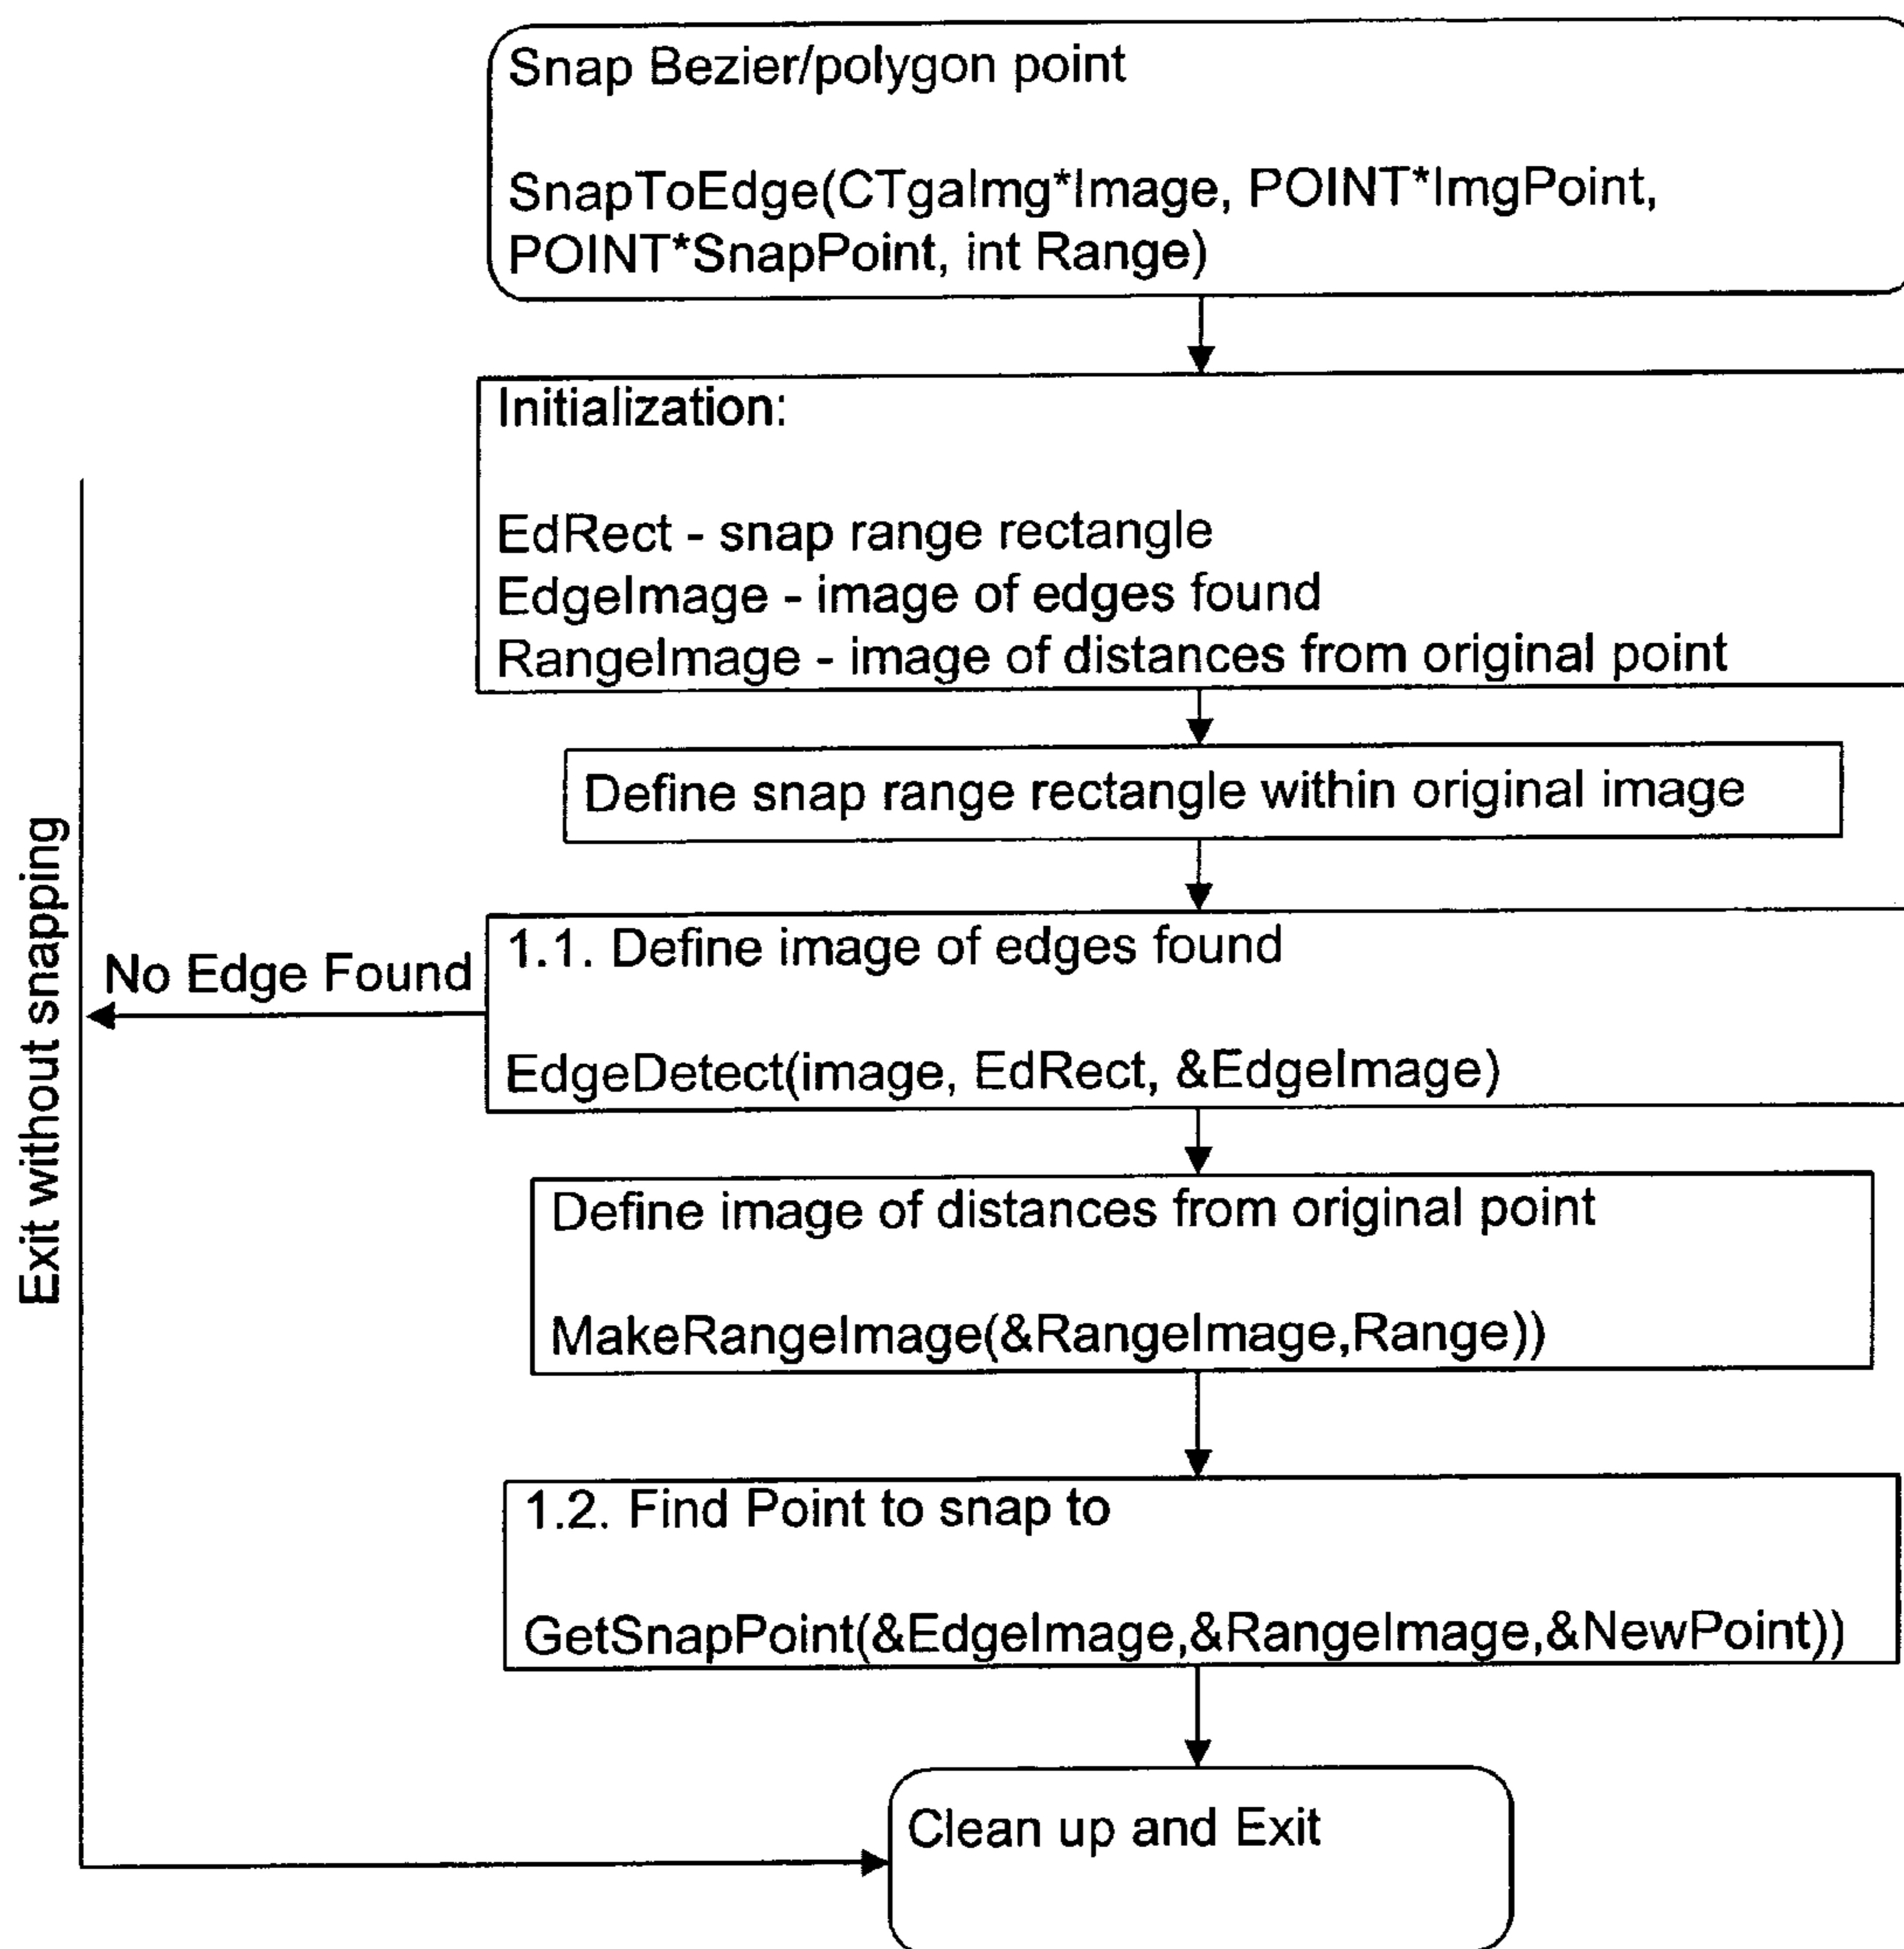 Snap Bezier/polygon point
SnapToEdge(CTgaImg*Image, POINT*ImgPoint,
POINT*SnapPoint, int Range)
Initialization:
EdRect - snap range rectangle
EdgeImage - image of edges found
RangeImage - image of distances from original point
Define snap range rectangle within original image
Exit without snapping
No Edge Found
1.1. Define image of edges found
EdgeDetect(image, EdRect, &EdgeImage)
Define image of distances from original point
MakeRangeImage(&RangeImage,Range))
1.2. Find Point to snap to
GetSnapPoint(&EdgeImage,&RangeImage,&NewPoint))
Clean up and Exit